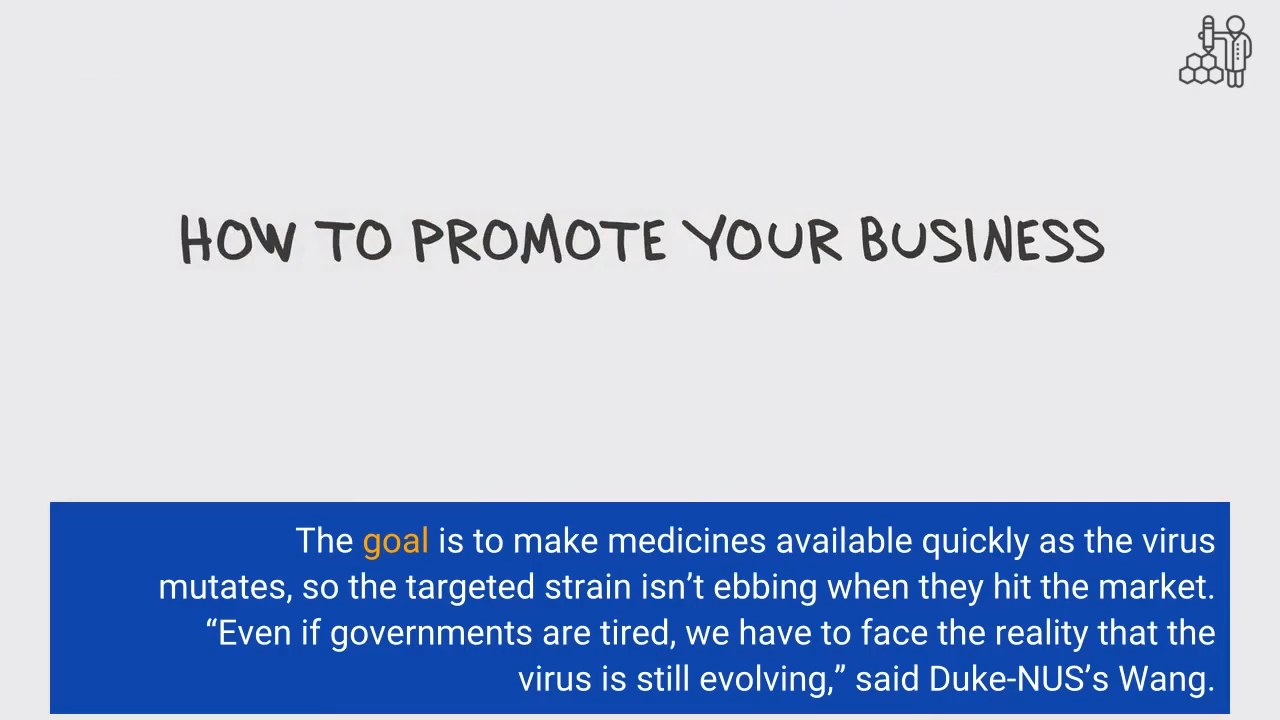 HOW TO PROMOTE YOUR BUSINESS
The goal is to make medicines available quickly as the virus
mutates, so the targeted strain isn’t ebbing when they hit the market.
“Even if governments are tired, we have to face the reality that the
virus is still evolving,” said Duke-NUS’s Wang.